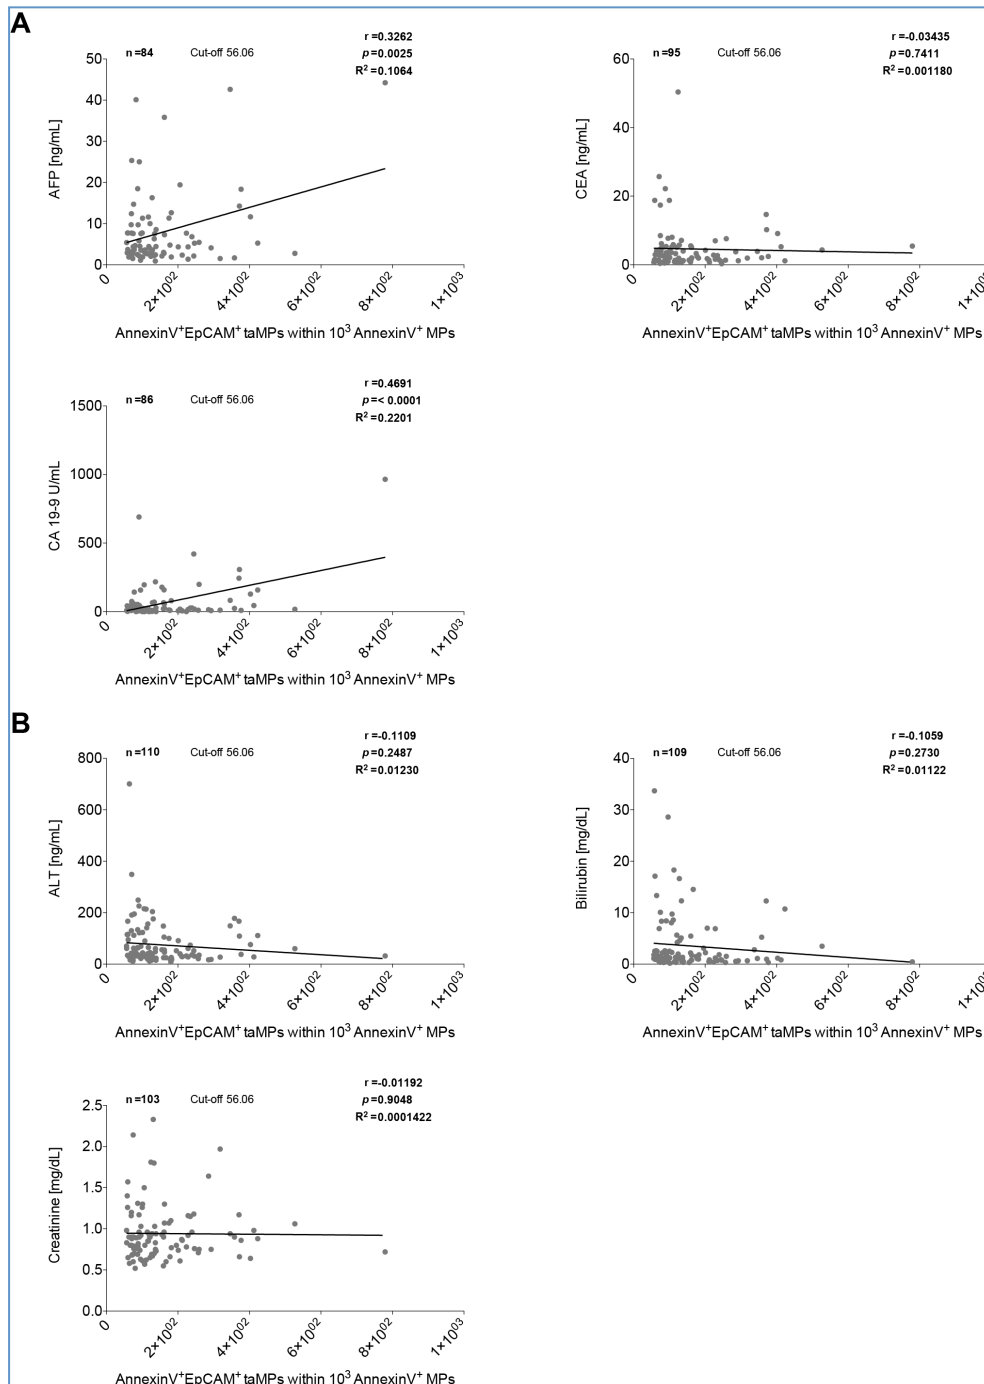 A
n=84 Cut-off 56.06
r=0.3262
p=0.0025
R²=0.1064
AFP [ng/mL]
50
40
30
20
10
0
0 2×10⁰² 4×10⁰² 6×10⁰² 8×10⁰² 1×10⁰³
AnnexinV⁺EpCAM⁺ taMPs within 10³ AnnexinV⁺ MPs
n=95 Cut-off 56.06
r=-0.03435
p=0.7411
R²=0.001180
CEA [ng/mL]
60
40
20
0
0 2×10⁰² 4×10⁰² 6×10⁰² 8×10⁰² 1×10
AnnexinV⁺EpCAM⁺ taMPs within 10³ AnnexinV⁺ MPs
n=86 Cut-off 56.06
r=0.4691
p=< 0.0001
R²=0.2201
CA 19-9 U/mL
1500
1000
500
0
0 2×10⁰² 4×10⁰² 6×10⁰² 8×10⁰² 1×10⁰³
AnnexinV⁺EpCAM⁺ taMPs within 10³ AnnexinV⁺ MPs
B
n=110 Cut-off 56.06
r=-0.1109
p=0.2487
R²=0.01230
ALT [ng/mL]
800
600
400
200
0
0 2×10⁰² 4×10⁰² 6×10⁰² 8×10⁰² 1×10⁰³
AnnexinV⁺EpCAM⁺ taMPs within 10³ AnnexinV⁺ MPs
n=109 Cut-off 56.06
r=-0.1059
p=0.2730
R²=0.01122
Bilirubin [mg/dL]
40
30
20
10
0
0 2×10⁰² 4×10⁰² 6×10⁰² 8×10⁰² 1×10
AnnexinV⁺EpCAM⁺ taMPs within 10³ AnnexinV⁺ MPs
n=103 Cut-off 56.06
r=-0.01192
p=0.9048
R²=0.0001422
Creatinine [mg/dL]
2.5
2.0
1.5
1.0
0.5
0.0
0 2×10⁰² 4×10⁰² 6×10⁰² 8×10⁰² 1×10⁰³
AnnexinV⁺EpCAM⁺ taMPs within 10³ AnnexinV⁺ MPs